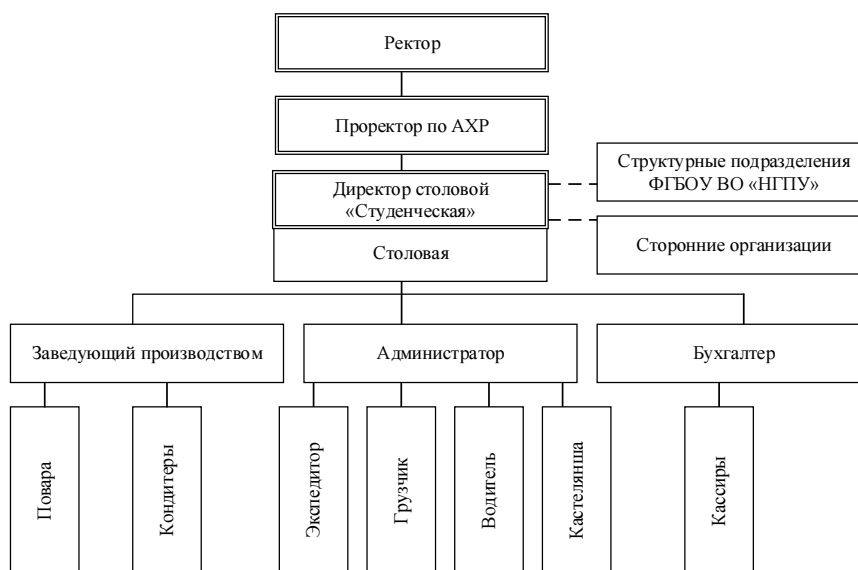 Ректор
Проректор по АХР
Директор столовой
«Студенческая»
Структурные подразделения
ФГБОУ ВО «НГПУ»
Столовая
Сторонние организации
Заведующий производством
Администратор
Бухгалтер
Повара
Кондитеры
Экспедитор
Грузчик
Водитель
Кастелянша
Кассиры